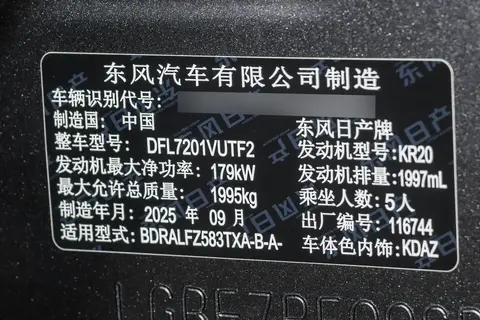 东风汽车有限公司制造
车辆识别代号:
制造国: 中国 东风日产牌
整车型号: DFL7201VUTF2 发动机型号: KR20
发动机最大净功率: 179kW 发动机排量: 1997mL
最大允许总质量: 1995kg 乘坐人数: 5人
制造年月: 2025 年 09 月 出厂编号: 116744
适用型号: BDRALFZ583TXA-B-A- 车体色内饰: KDAZ